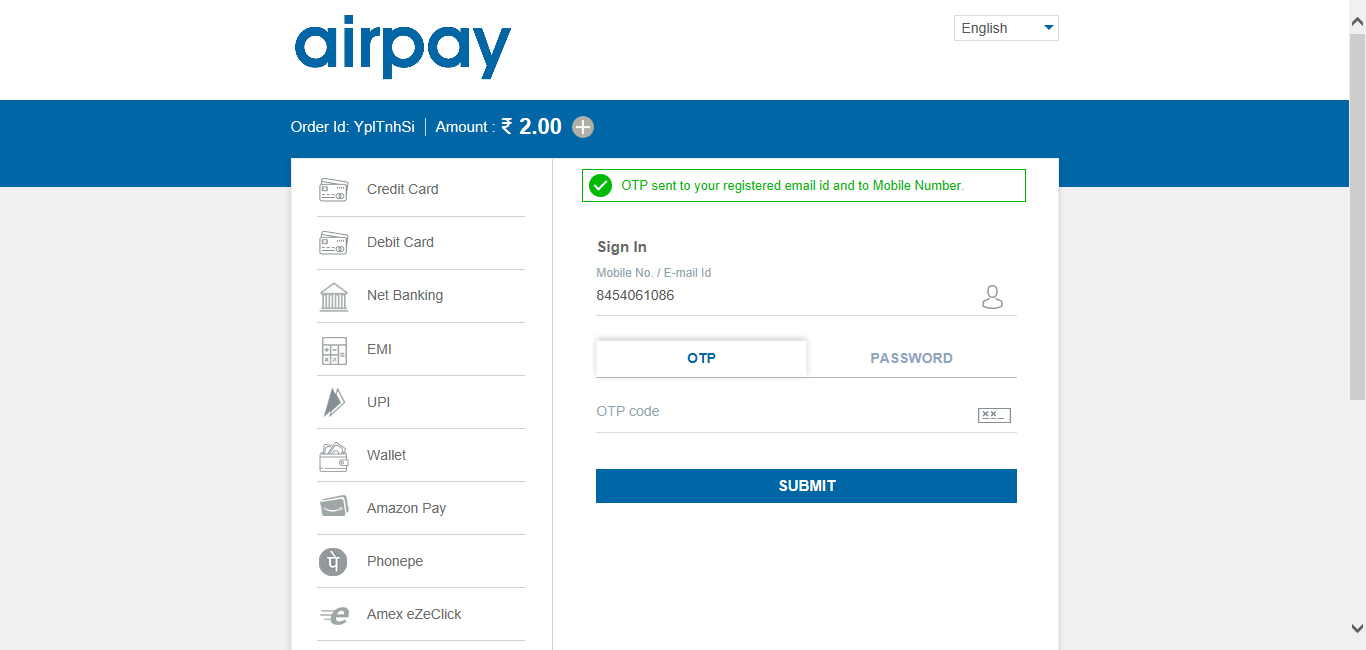 airpay
English
Order Id: YplTnhSi | Amount : ₹ 2.00
Credit Card
Debit Card
Net Banking
EMI
UPI
Wallet
Amazon Pay
पे
Phonepe
Amex eZeClick
OTP sent to your registered email id and to Mobile Number.
Sign In
Mobile No. / E-mail Id
8454061086
OTP
PASSWORD
OTP code
SUBMIT